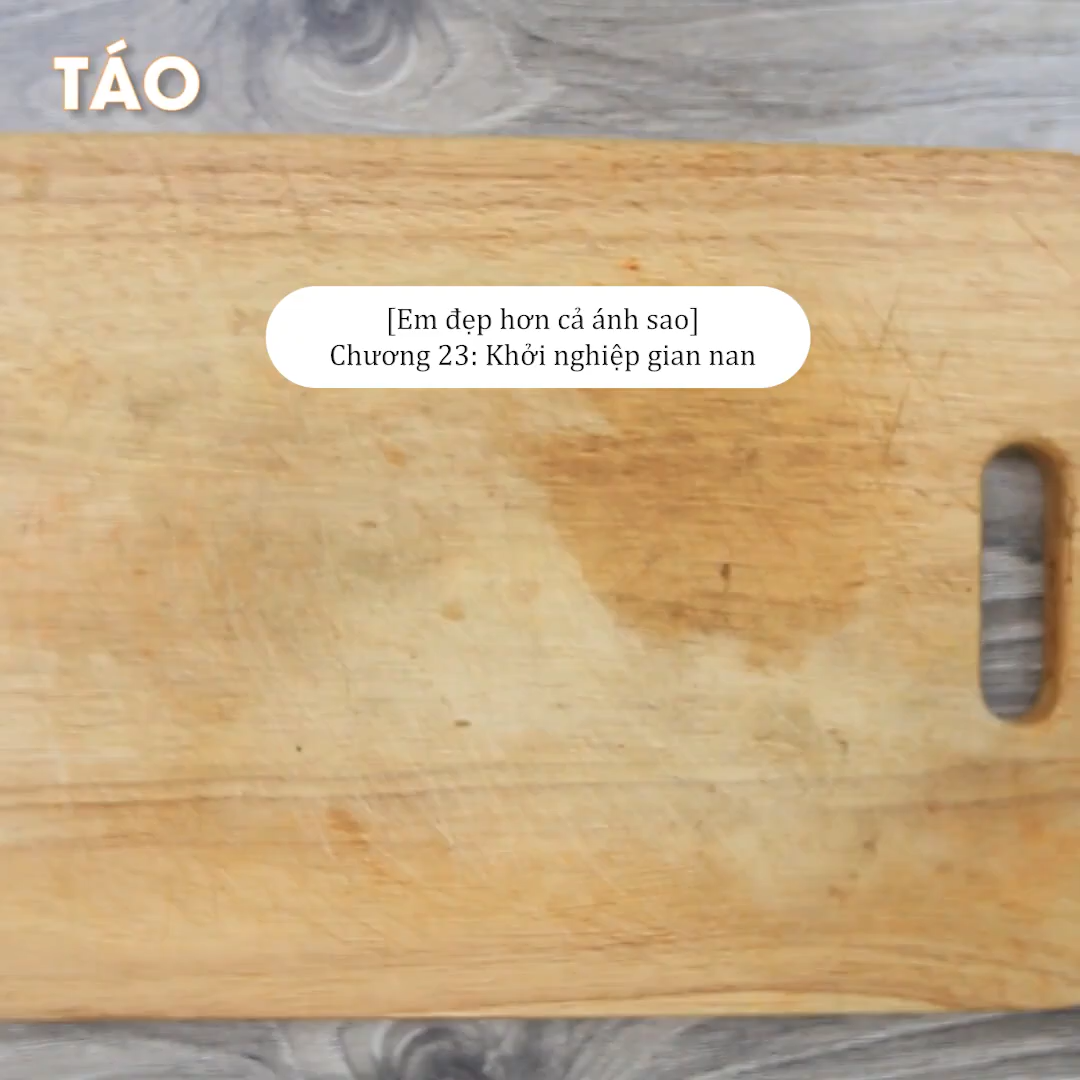 TÁO
[Em đẹp hơn cả ánh sao]
Chương 23: Khởi nghiệp gian nan